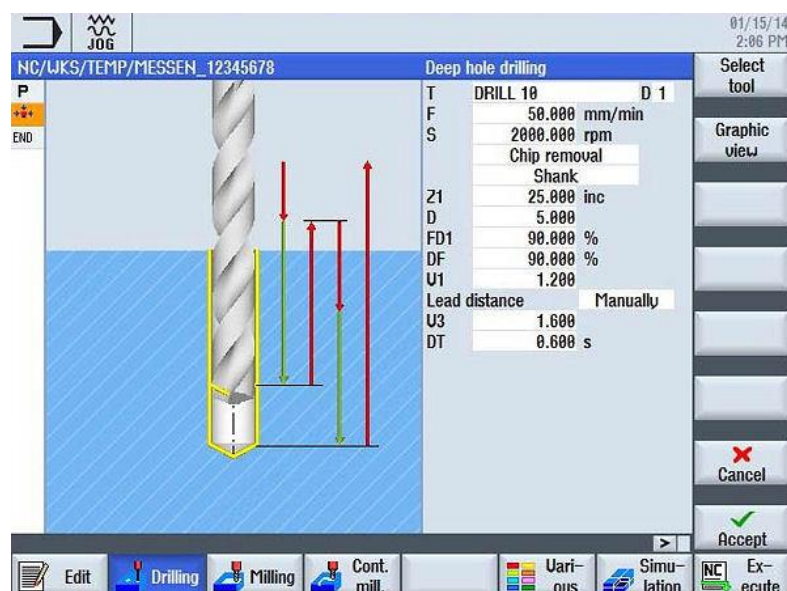 JOG
01/15/14
2:06 PM
NC/WKS/TEMP/MESSEN_12345678
Deep hole drilling
Select
tool
P
END
T DRILL 10 D 1
F 50.000 mm/min
S 2000.000 rpm
Chip removal
Shank
Z1 25.000 inc
D 5.000
FD1 90.000 %
DF 90.000 %
V1 1.200
Lead distance Manually
V3 1.600
DT 0.600 s
Graphic
view
Cancel
Accept
>
Edit
Drilling
Milling
Cont.
mill.
Vari-
ous
Simu-
lation
NC Ex-
ecute